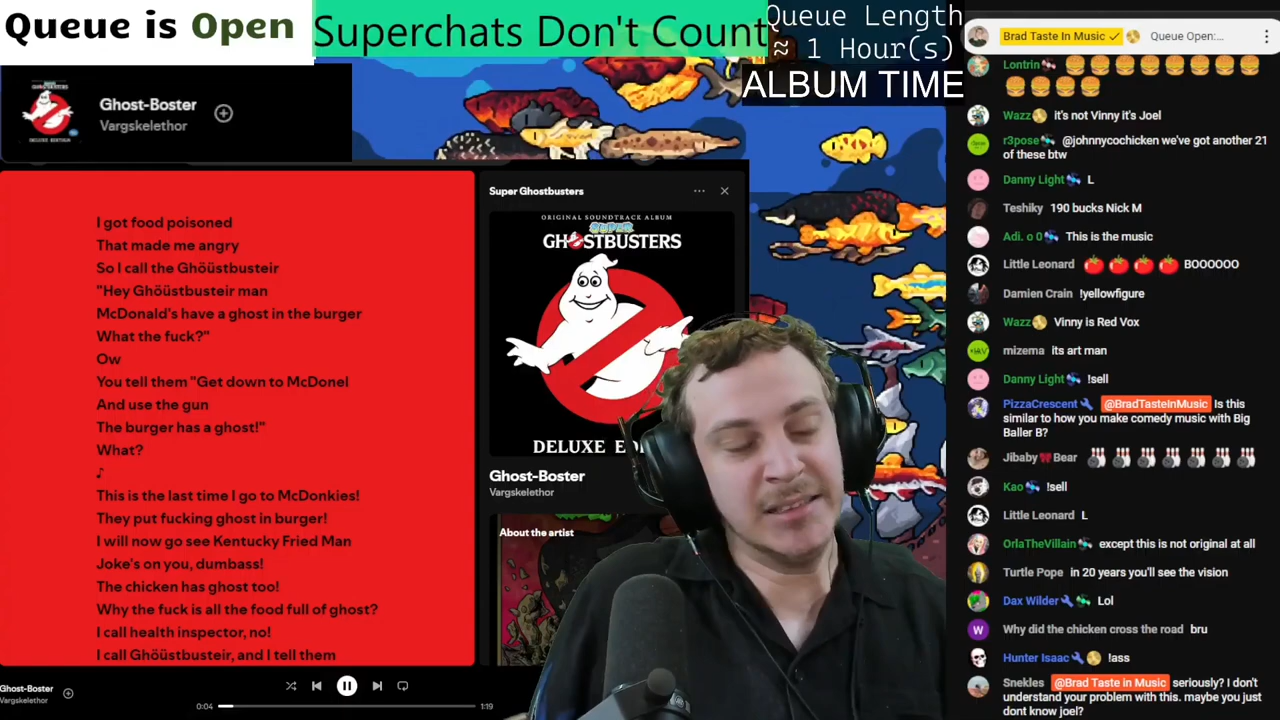 Queue is Open
Superchats Don't Count
Queue Length
≈ 1 Hour(s)
ALBUM TIME
Ghost-Boster
Vargskelethor
I got food poisoned
That made me angry
So I call the Ghöüstbusteir
"Hey Ghöüstbusteir man
McDonald's have a ghost in the burger
What the fuck?"
Ow
You tell them "Get down to McDonel
And use the gun
The burger has a ghost!"
What?
♪
This is the last time I go to McDonkies!
They put fucking ghost in burger!
I will now go see Kentucky Fried Man
Joke's on you, dumbass!
The chicken has ghost too!
Why the fuck is all the food full of ghost?
I call health inspector, no!
I call Ghöüstbusteir, and I tell them
Super Ghostbusters
ORIGINAL SOUNDTRACK ALBUM
SUPER
GHOSTBUSTERS
DELUXE
Ghost-Boster
Vargskelethor
About the artist
Ghost-Boster
Vargskelethor
0:04
1:19
Brad Taste In Music
Queue Open:...
Lontrin
Wazz it's not Vinny it's Joel
r3pose @johnnycochicken we've got another 21
of these btw
Danny Light L
Teshiky 190 bucks Nick M
Adi. o 0 This is the music
Little Leonard BOOOOOO
Damien Crain !yellowfigure
Wazz Vinny is Red Vox
mizema its art man
Danny Light !sell
PizzaCrescent @BradTasteInMusic Is this
similar to how you make comedy music with Big
Baller B?
Jibaby Bear
Kao !sell
Little Leonard L
OrlaTheVillain except this is not original at all
Turtle Pope in 20 years you'll see the vision
Dax Wilder Lol
W
Why did the chicken cross the road bru
Hunter Isaac !ass
Snekles @Brad Taste in Music seriously? I don't
understand your problem with this. maybe you just
dont know joel?